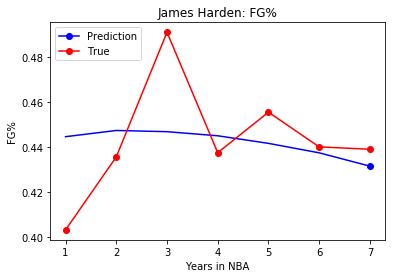 James Harden: FG%
Prediction
True
FG%
0.48
0.46
0.44
0.42
0.40
1 2 3 4 5 6 7
Years in NBA